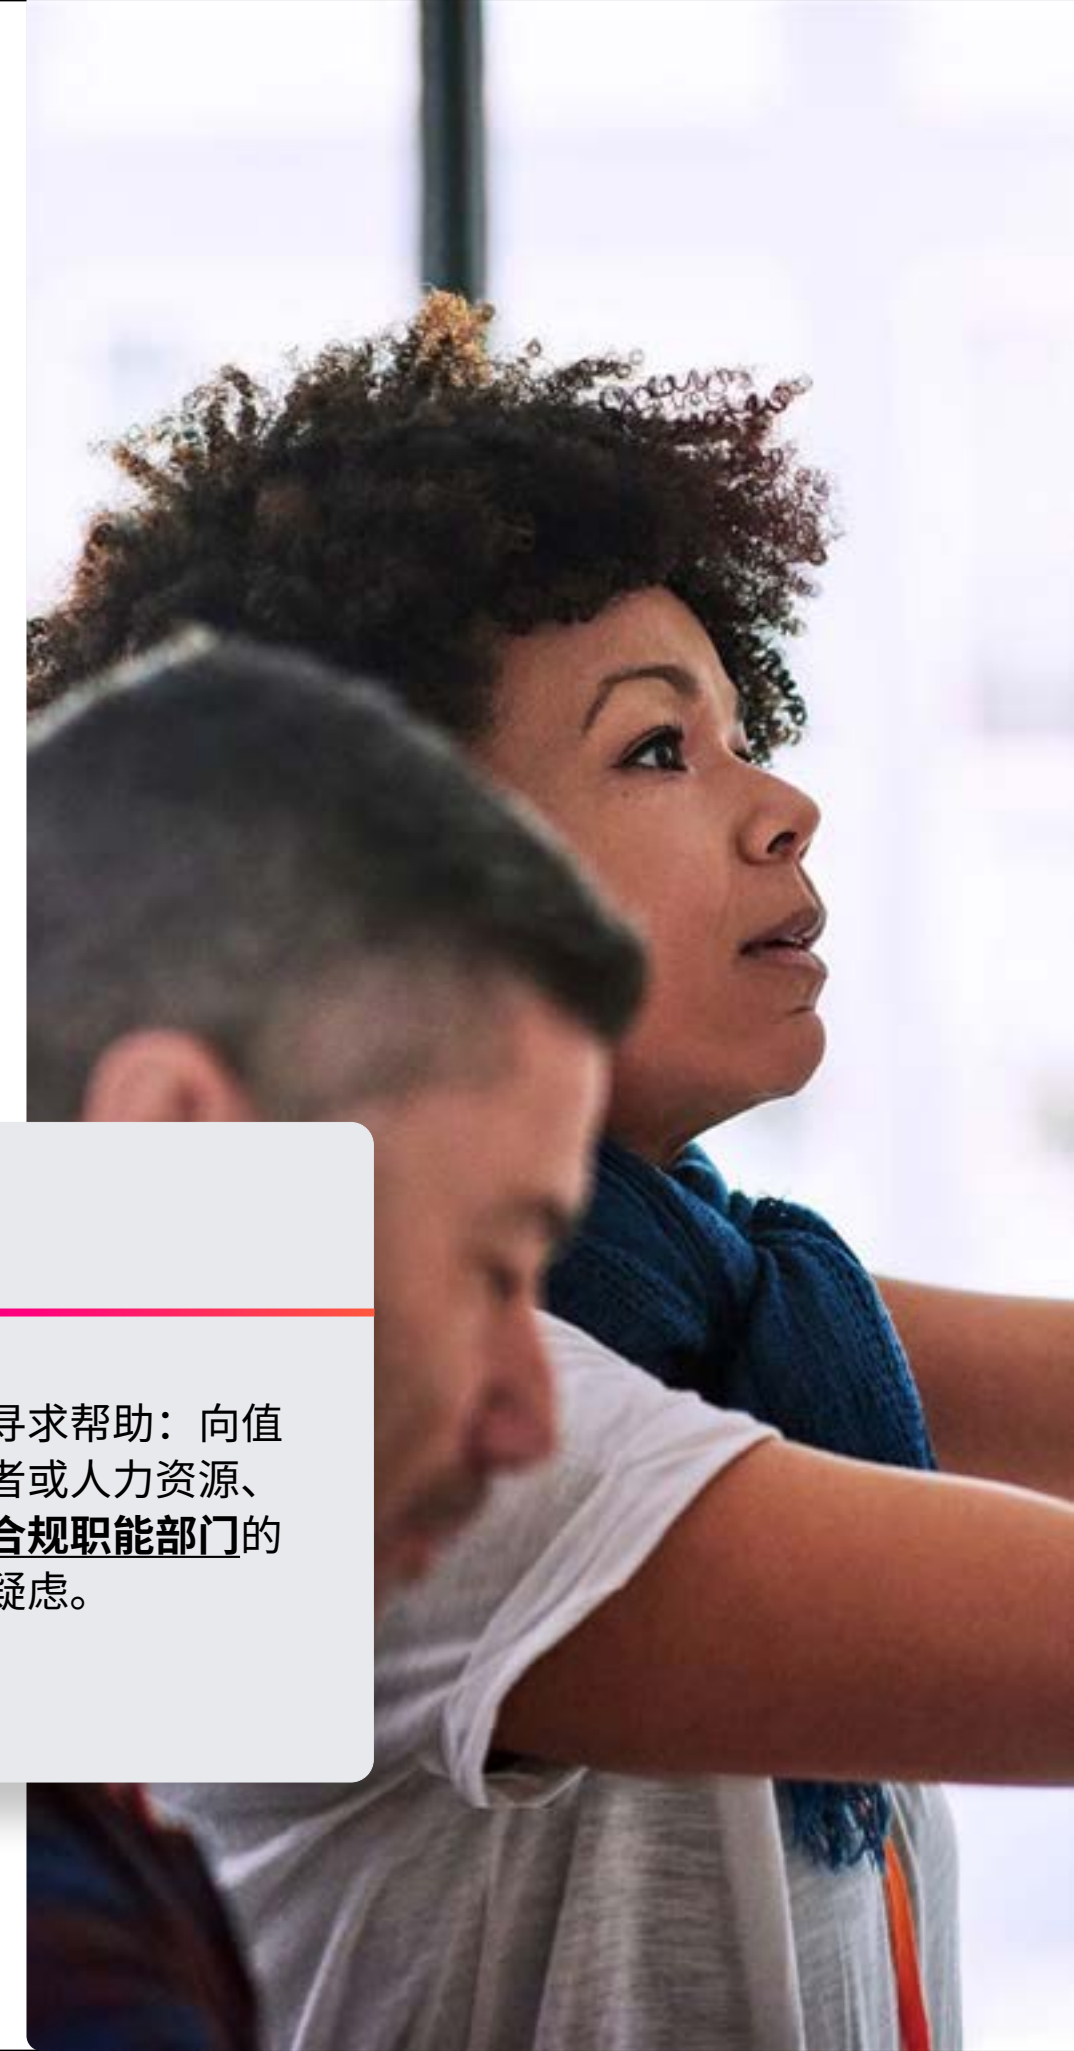 寻求帮助：向值
者或人力资源、
合规职能部门的
疑虑。